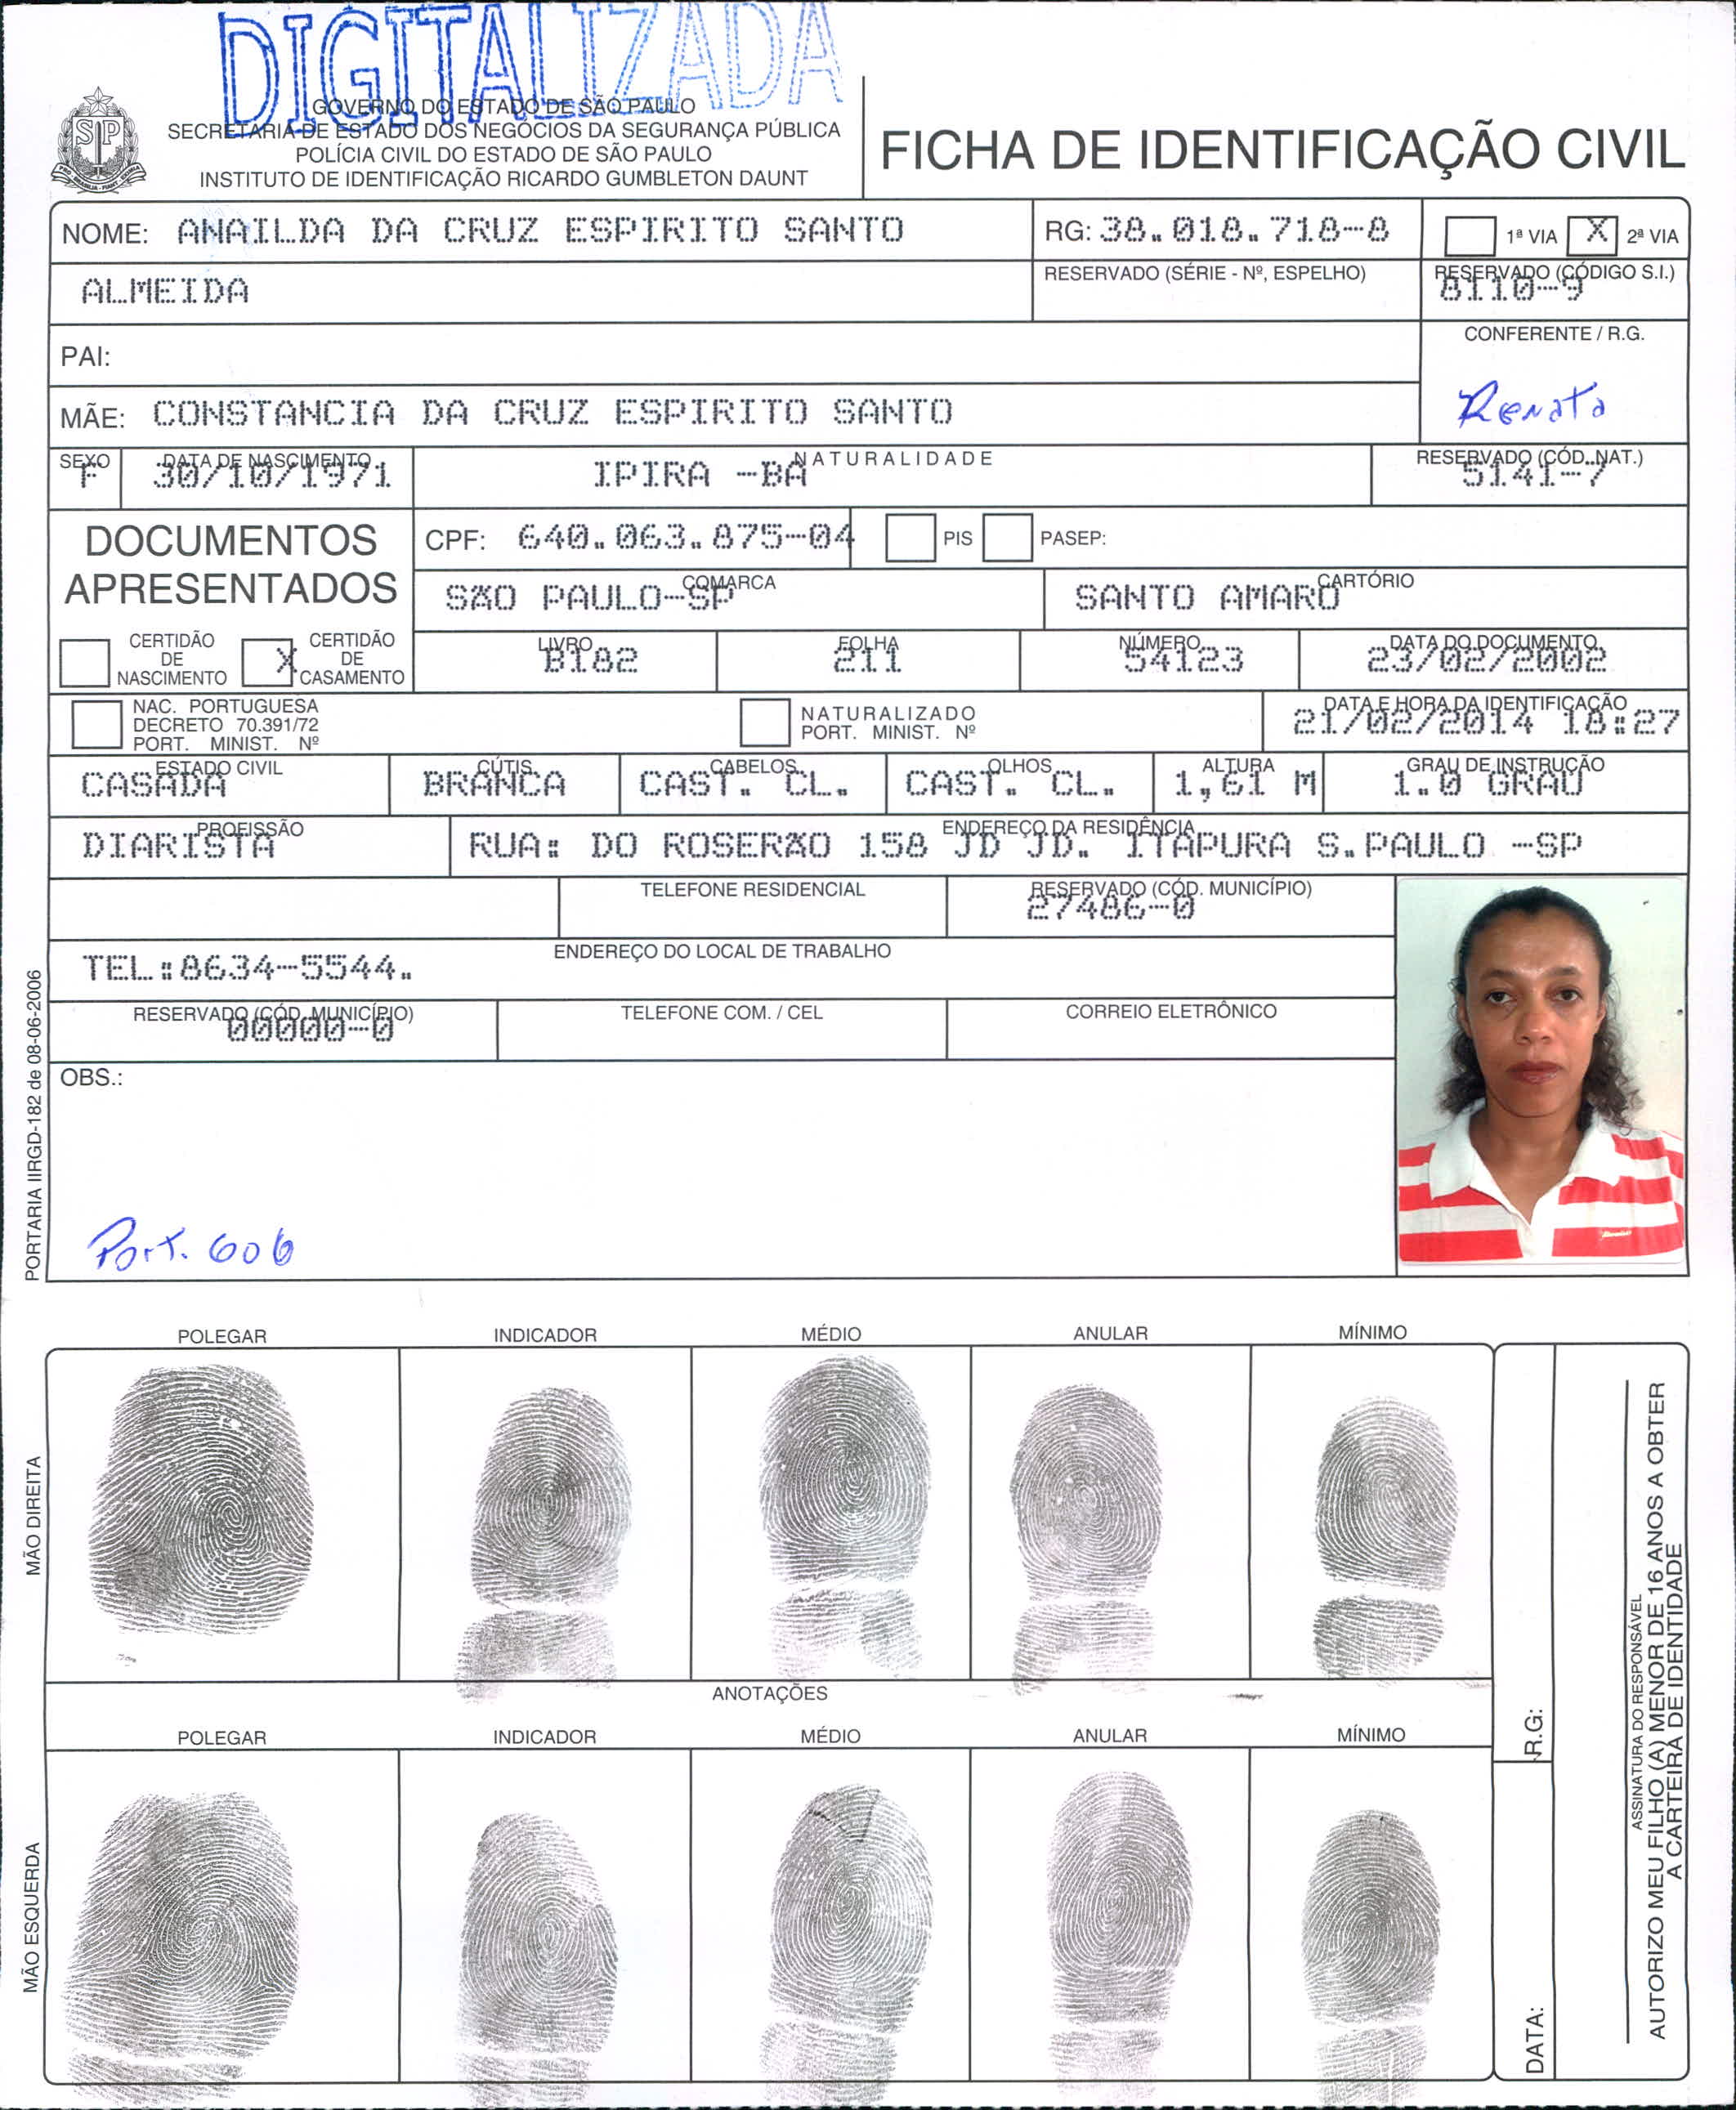 DIGITALIZADA
GOVERNO DO ESTADO DE SÃO PAULO
SECRETARIA DE ESTADO DOS NEGÓCIOS DA SEGURANÇA PÚBLICA
POLÍCIA CIVIL DO ESTADO DE SÃO PAULO
INSTITUTO DE IDENTIFICAÇÃO RICARDO GUMBLETON DAUNT
FICHA DE IDENTIFICAÇÃO CIVIL
NOME: ANAILDA DA CRUZ ESPIRITO SANTO
RG: 38.018.718-8
1ª VIA X 2ª VIA
ALMEIDA
RESERVADO (SÉRIE - Nº, ESPELHO)
RESERVADO (CÓDIGO S.I.)
8110-9
PAI:
CONFERENTE / R.G.
Renata
MÃE: CONSTANCIA DA CRUZ ESPIRITO SANTO
SEXO
F
DATA DE NASCIMENTO
30/10/1971
NATURALIDADE
IPIRA -BA
RESERVADO (CÓD. NAT.)
5141-7
DOCUMENTOS
APRESENTADOS
CPF: 640.063.875-04
PIS
PASEP:
COMARCA
SÃO PAULO-SP
CARTÓRIO
SANTO AMARO
CERTIDÃO
DE
NASCIMENTO
X
CERTIDÃO
DE
CASAMENTO
LIVRO
B182
FOLHA
211
NÚMERO
54123
DATA DO DOCUMENTO
23/02/2002
NAC. PORTUGUESA
DECRETO 70.391/72
PORT. MINIST. Nº
NATURALIZADO
PORT. MINIST. Nº
DATA E HORA DA IDENTIFICAÇÃO
21/02/2014 18:27
ESTADO CIVIL
CASADA
CÚTIS
BRANCA
CABELOS
CAST. CL.
OLHOS
CAST. CL.
ALTURA
1,61 M
GRAU DE INSTRUÇÃO
1.0 GRAU
PROFISSÃO
DIARISTA
ENDEREÇO DA RESIDÊNCIA
RUA: DO ROSERÃO 158 JD JD. ITAPURA S.PAULO -SP
TELEFONE RESIDENCIAL
RESERVADO (CÓD. MUNICÍPIO)
27486-0
ENDEREÇO DO LOCAL DE TRABALHO
TEL:8634-5544.
RESERVADO (CÓD. MUNICÍPIO)
00000-0
TELEFONE COM. / CEL
CORREIO ELETRÔNICO
OBS.:
Port. 606
PORTARIA IIRGD-182 de 08-06-2006
POLEGAR INDICADOR MÉDIO ANULAR MÍNIMO
MÃO DIREITA
ANOTAÇÕES
POLEGAR INDICADOR MÉDIO ANULAR MÍNIMO
MÃO ESQUERDA
R.G:
DATA:
ASSINATURA DO RESPONSÁVEL
AUTORIZO MEU FILHO (A) MENOR DE 16 ANOS A OBTER
A CARTEIRA DE IDENTIDADE